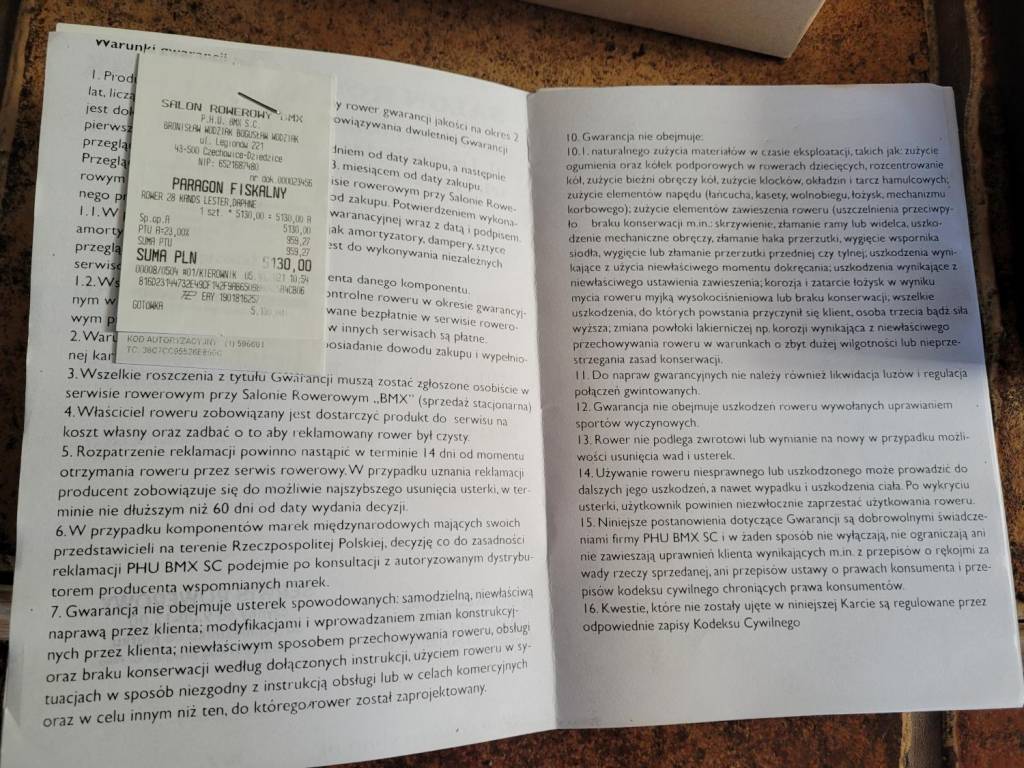 Warunki gwarancji
1. Prod
y rower gwarancji jakości na okres 2
lat, licz
owiązywania dwuletniej Gwarancji
jest do
pierwsz
dniem od daty zakupu, a następnie
przeglą
3. miesiącem od daty zakupu.
Przeglą
isie rowerowym przy Salonie Rowe-
rowym
od zakupu. Potwierdzeniem wykona-
nego p
waranacyjnej wraz z datą i podpisem.
1.1. W
jak amortyzatory, dampery, sztyce
amorty
est do wykonywania niezależnych
przeglą
serwis
enta danego komponentu.
1.2. W
ontrolne roweru w okresie gwarancyj-
nym w
wane bezpłatnie w serwisie rowero-
wym p
w innych serwisach są płatne.
2. Waru
posiadanie dowodu zakupu i wypełnio-
nej kar
3. Wszelkie roszczenia z tytułu Gwarancji muszą zostać zgłoszone osobiście w
serwisie rowerowym przy Salonie Rowerowym „BMX" (sprzedaż stacjonarna)
4. Właściciel roweru zobowiązany jest dostarczyć produkt do serwisu na
koszt własny oraz zadbać o to aby reklamowany rower był czysty.
5. Rozpatrzenie reklamacji powinno nastąpić w terminie 14 dni od momentu
otrzymania roweru przez serwis rowerowy. W przypadku uznania reklamacji
producent zobowiązuje się do możliwie najszybszego usunięcia usterki, w ter-
minie nie dłuższym niż 60 dni od daty wydania decyzji.
6. W przypadku komponentów marek międzynarodowych mających swoich
przedstawicieli na terenie Rzeczpospolitej Polskiej, decyzję co do zasadności
reklamacji PHU BMX SC podejmie po konsultacji z autoryzowanym dystrybu-
torem producenta wspomnianych marek.
7. Gwarancja nie obejmuje usterek spowodowanych: samodzielną, niewłaściwą
naprawą przez klienta; modyfikacjami i wprowadzaniem zmian konstrukcyj-
nych przez klienta; niewłaściwym sposobem przechowywania roweru, obsługi
oraz braku konserwacji według dołączonych instrukcji, użyciem roweru w sy-
tuacjach w sposób niezgodny z instrukcją obsługi lub w celach komercyjnych
oraz w celu innym niż ten, do którego rower został zaprojektowany.
SALON ROWEROWY BMX
P.H.U. BMX S.C.
BRONISŁAW WODZIAK BOGUSŁAW WODZIAK
ul. Legionów 221
43-500 Czechowice-Dziedzice
NIP: 6521687480
nr dok.000023456
PARAGON FISKALNY
ROWER 28 KANDS LESTER,DAPHNE
1 szt. * 5130,00 = 5130,00 A
Sp.op.A 5130,00
PTU A=23,00% 959,27
SUMA PTU 959,27
SUMA PLN 5130,00
00008/0504 #01/KIEROWNIK 10:54
EAY 1901816257
GOTÓWKA
KOD AUTORYZACYJNY
10. Gwarancja nie obejmuje:
10.1. naturalnego zużycia materiałów w czasie eksploatacji, takich jak: zużycie
ogumienia oraz kółek podporowych w rowerach dziecięcych, rozcentrowanie
kół, zużycie bieżni obręczy kół, zużycie klocków, okładzin i tarcz hamulcowych;
zużycie elementów napędu (łańcucha, kasety, wolnobiegu, łożysk, mechanizmu
korbowego); zużycie elementów zawieszenia roweru (uszczelnienia przeciwpy-
ło braku konserwacji m.in.: skrzywienie, złamanie ramy lub widelca, uszko-
dzenie mechaniczne obręczy, złamanie haka przerzutki, wygięcie wspornika
siodła, wygięcie lub złamanie przerzutki przedniej czy tylnej; uszkodzenia wyni-
kające z użycia niewłaściwego momentu dokręcania; uszkodzenia wynikające z
niewłaściwego ustawienia zawieszenia; korozja i zatarcie łożysk w wyniku
mycia roweru myjką wysokociśnieniowa lub braku konserwacji; wszelkie
uszkodzenia, do których powstania przyczynił się klient, osoba trzecia bądź siła
wyższa; zmiana powłoki lakierniczej np. korozji wynikająca z niewłaściwego
przechowywania roweru w warunkach o zbyt dużej wilgotności lub nieprze-
strzegania zasad konserwacji.
11. Do napraw gwarancyjnych nie należy również likwidacja luzów i regulacja
połączeń gwintowanych.
12. Gwarancja nie obejmuje uszkodzeń roweru wywołanych uprawianiem
sportów wyczynowych.
13. Rower nie podlega zwrotowi lub wymianie na nowy w przypadku możli-
wości usunięcia wad i usterek.
14. Używanie roweru niesprawnego lub uszkodzonego może prowadzić do
dalszych jego uszkodzeń, a nawet wypadku i uszkodzenia ciała. Po wykryciu
usterki, użytkownik powinien niezwłocznie zaprzestać użytkowania roweru.
15. Niniejsze postanowienia dotyczące Gwarancji są dobrowolnymi świadcze-
niami firmy PHU BMX SC i w żaden sposób nie wyłączają, nie ograniczają ani
nie zawieszają uprawnień klienta wynikających m.in. z przepisów o rękojmi za
wady rzeczy sprzedanej, ani przepisów ustawy o prawach konsumenta i prze-
pisów kodeksu cywilnego chroniących prawa konsumentów.
16. Kwestie, które nie zostały ujęte w niniejszej Karcie są regulowane przez
odpowiednie zapisy Kodeksu Cywilnego